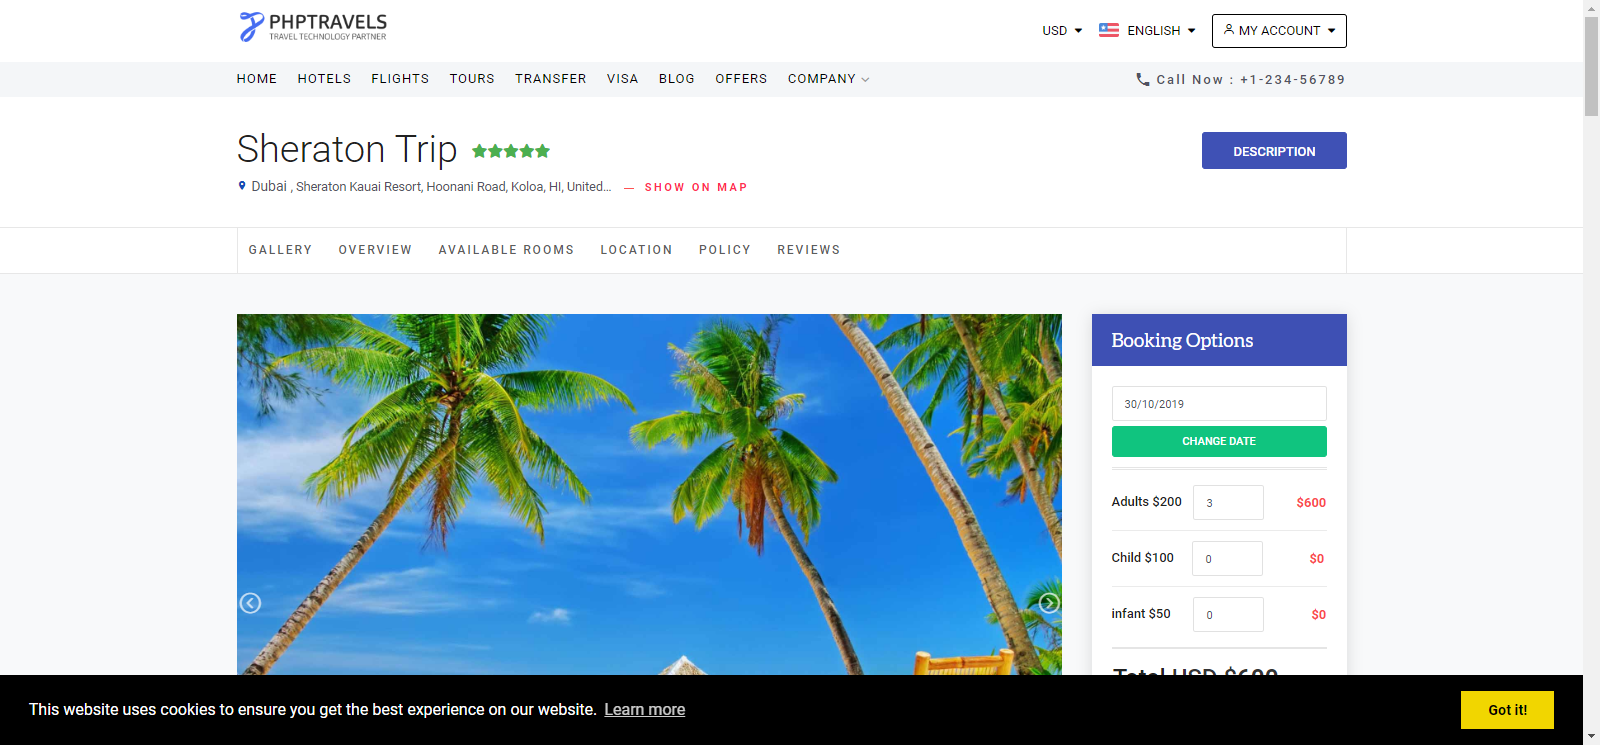 PHPTRAVELS
TRAVEL TECHNOLOGY PARTNER
USD
ENGLISH
MY ACCOUNT
HOME HOTELS FLIGHTS TOURS TRANSFER VISA BLOG OFFERS COMPANY
Call Now : +1-234-56789
Sheraton Trip
DESCRIPTION
Dubai , Sheraton Kauai Resort, Hoonani Road, Koloa, HI, United... — SHOW ON MAP
GALLERY OVERVIEW AVAILABLE ROOMS LOCATION POLICY REVIEWS
Booking Options
30/10/2019
CHANGE DATE
Adults $200 3 $600
Child $100 0 $0
infant $50 0 $0
Total USD $600
This website uses cookies to ensure you get the best experience on our website. Learn more
Got it!